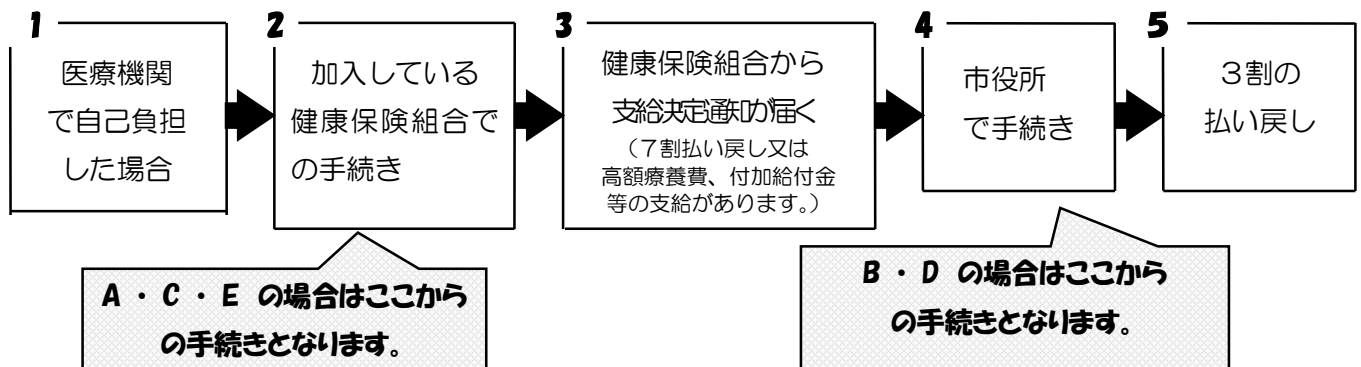 1
医療機関
で自己負担
した場合
2
加入している
健康保険組合で
の手続き
3
健康保険組合から
支給決定通知が届く
（７割払い戻し又は
高額療養費、付加給付金
等の支給があります。）
4
市役所
で手続き
5
３割の
払い戻し
A・C・E の場合はここから
の手続きとなります。
B・D の場合はここから
の手続きとなります。